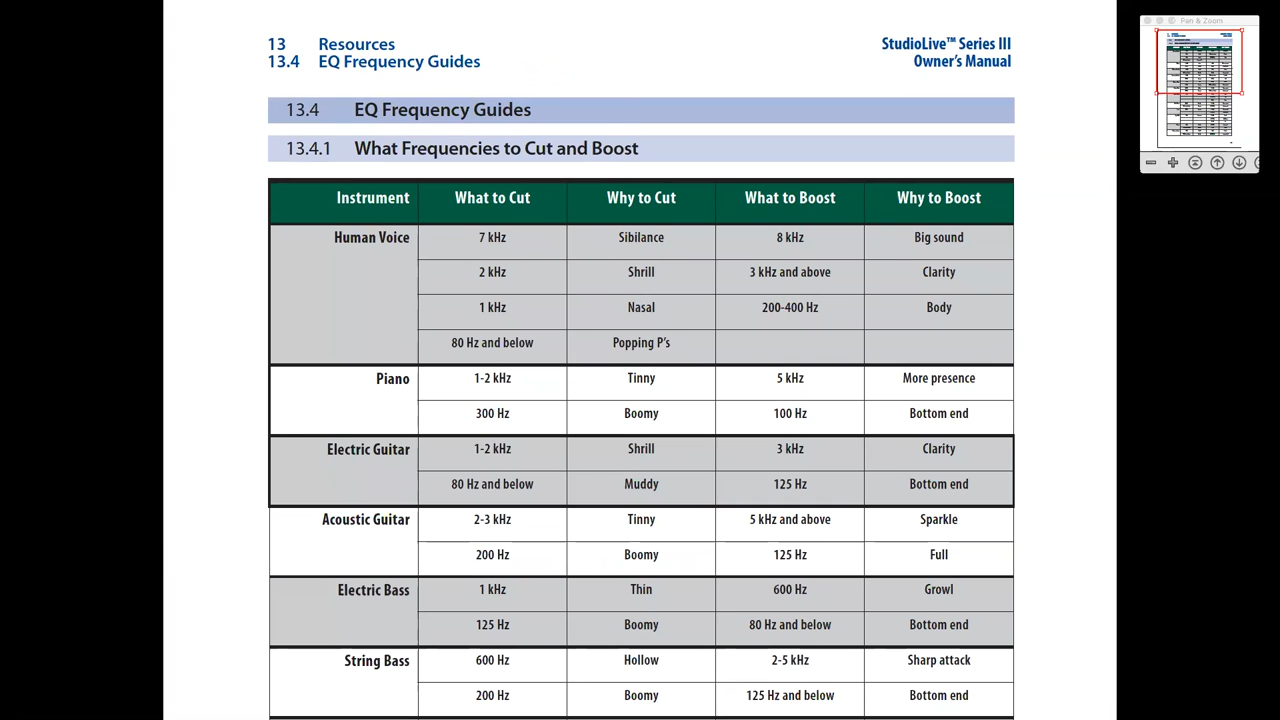 13 Resources StudioLive™ Series III
13.4 EQ Frequency Guides Owner's Manual
Pan & Zoom
13.4 EQ Frequency Guides
13.4.1 What Frequencies to Cut and Boost
Instrument What to Cut Why to Cut What to Boost Why to Boost
Human Voice 7 kHz Sibilance 8 kHz Big sound
2 kHz Shrill 3 kHz and above Clarity
1 kHz Nasal 200-400 Hz Body
80 Hz and below Popping P's
Piano 1-2 kHz Tinny 5 kHz More presence
300 Hz Boomy 100 Hz Bottom end
Electric Guitar 1-2 kHz Shrill 3 kHz Clarity
80 Hz and below Muddy 125 Hz Bottom end
Acoustic Guitar 2-3 kHz Tinny 5 kHz and above Sparkle
200 Hz Boomy 125 Hz Full
Electric Bass 1 kHz Thin 600 Hz Growl
125 Hz Boomy 80 Hz and below Bottom end
String Bass 600 Hz Hollow 2-5 kHz Sharp attack
200 Hz Boomy 125 Hz and below Bottom end